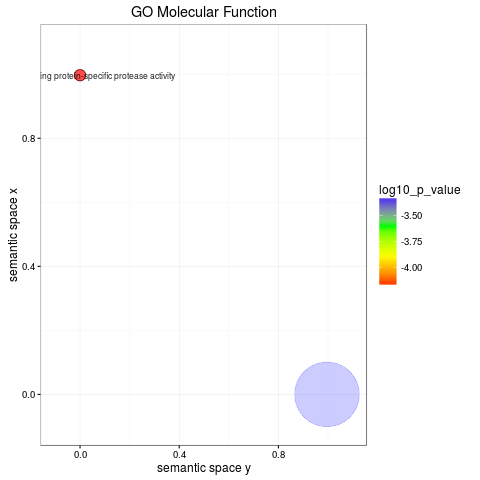 GO Molecular Function
ing protein-specific protease activity
0.8
0.4
0.0
semantic space x
0.0
0.4
0.8
semantic space y
log10_p_value
-3.50
-3.75
-4.00